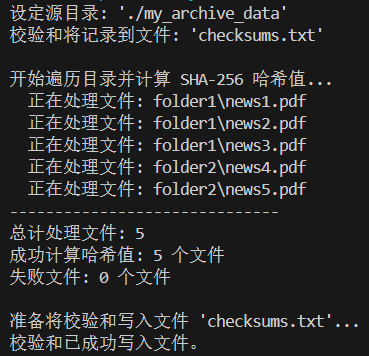 设定源目录: './my_archive_data'
校验和将记录到文件: 'checksums.txt'
开始遍历目录并计算 SHA-256 哈希值...
正在处理文件: folder1\news1.pdf
正在处理文件: folder1\news2.pdf
正在处理文件: folder1\news3.pdf
正在处理文件: folder2\news4.pdf
正在处理文件: folder2\news5.pdf
------------------------------
总计处理文件: 5
成功计算哈希值: 5 个文件
失败文件: 0 个文件
准备将校验和写入文件 'checksums.txt'...
校验和已成功写入文件。